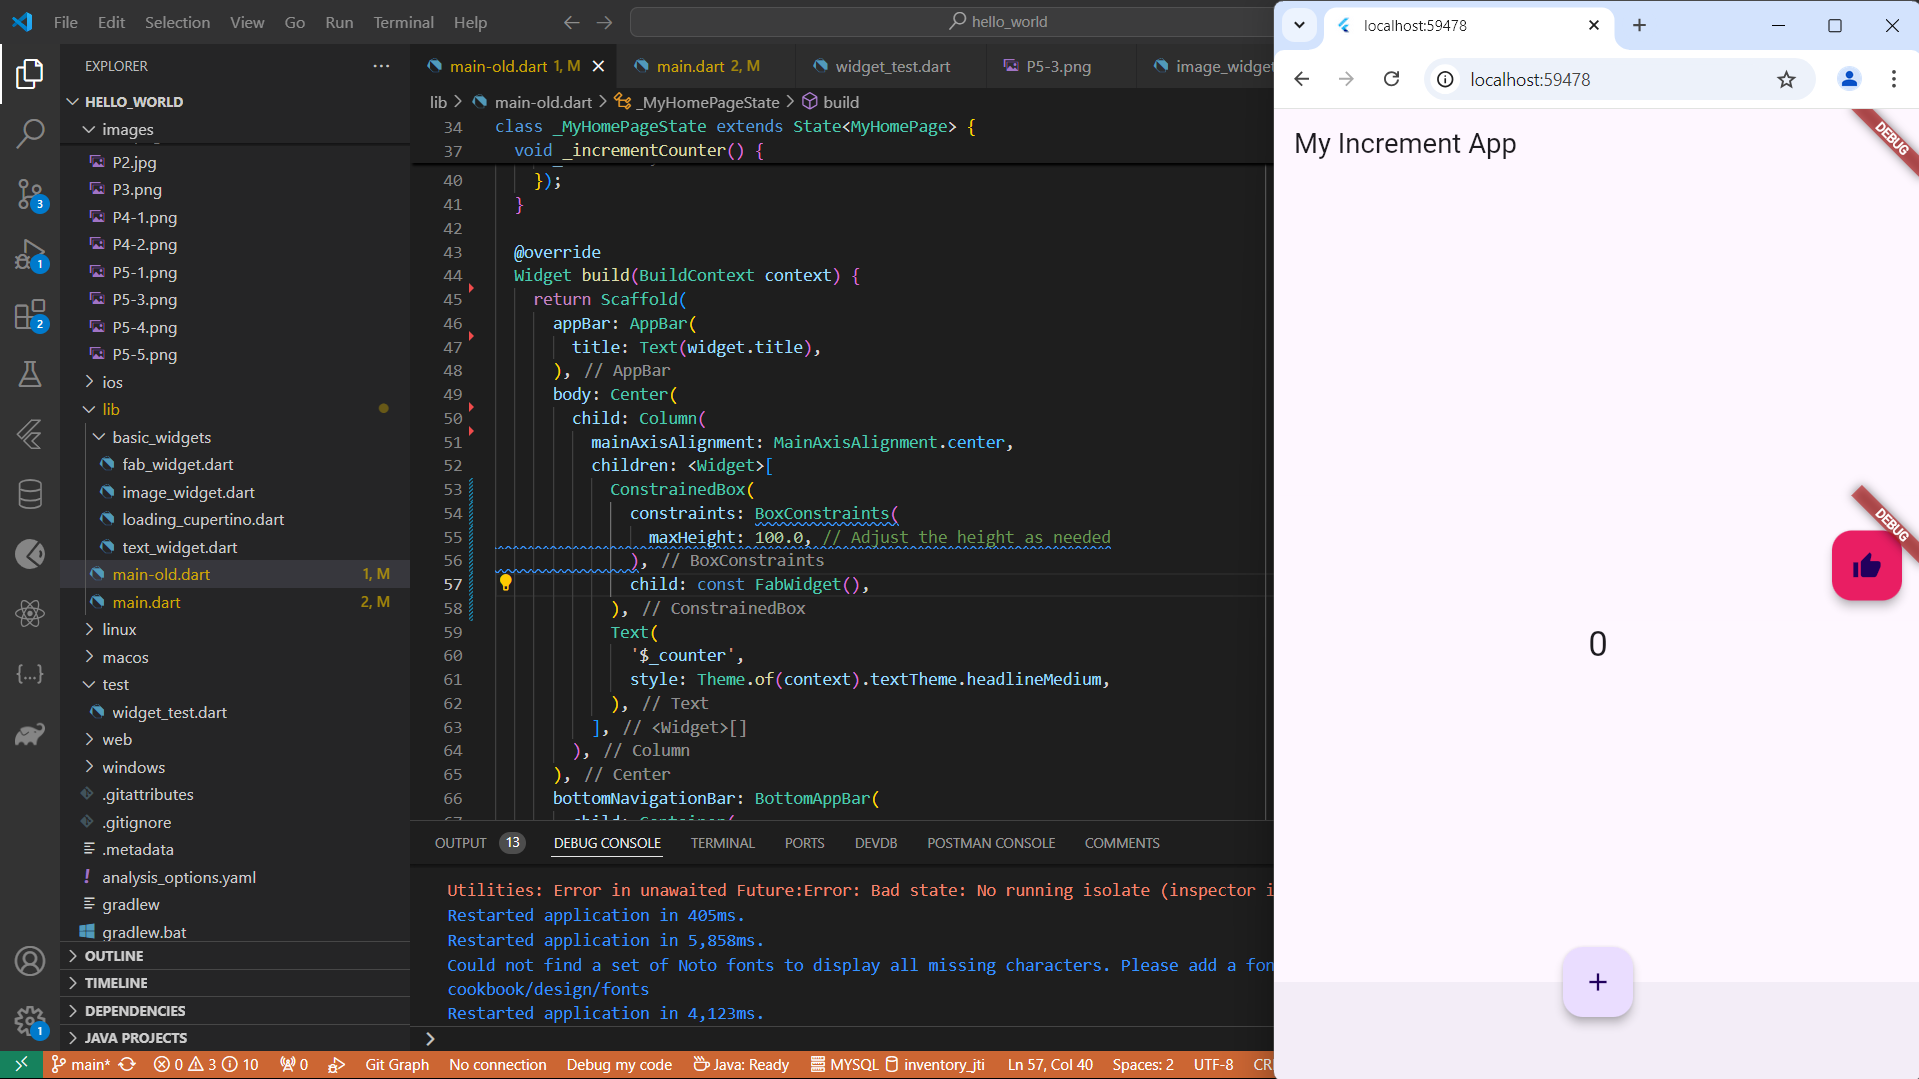 File Edit Selection View Go Run Terminal Help
hello_world
EXPLORER
HELLO_WORLD
images
P2.jpg
P3.png
P4-1.png
P4-2.png
P5-1.png
P5-3.png
P5-4.png
P5-5.png
ios
lib
basic_widgets
fab_widget.dart
image_widget.dart
loading_cupertino.dart
text_widget.dart
main-old.dart 1, M
main.dart 2, M
linux
macos
test
widget_test.dart
web
windows
.gitattributes
.gitignore
.metadata
analysis_options.yaml
gradlew
gradlew.bat
OUTLINE
TIMELINE
DEPENDENCIES
JAVA PROJECTS
3
1
2
1
main-old.dart 1, M
main.dart 2, M
widget_test.dart
P5-3.png
image_widget
lib > main-old.dart > _MyHomePageState > build
34 class _MyHomePageState extends State<MyHomePage> {
37 void _incrementCounter() {
40 });
41 }
42
43 @override
44 Widget build(BuildContext context) {
45 return Scaffold(
46 appBar: AppBar(
47 title: Text(widget.title),
48 ), // AppBar
49 body: Center(
50 child: Column(
51 mainAxisAlignment: MainAxisAlignment.center,
52 children: <Widget>[
53 ConstrainedBox(
54 constraints: BoxConstraints(
55 maxHeight: 100.0, // Adjust the height as needed
56 ), // BoxConstraints
57 child: const FabWidget(),
58 ), // ConstrainedBox
59 Text(
60 '$_counter',
61 style: Theme.of(context).textTheme.headlineMedium,
62 ), // Text
63 ], // <Widget>[]
64 ), // Column
65 ), // Center
66 bottomNavigationBar: BottomAppBar(
67 child: Container(
OUTPUT 13 DEBUG CONSOLE TERMINAL PORTS DEVDB POSTMAN CONSOLE COMMENTS
Utilities: Error in unawaited Future:Error: Bad state: No running isolate (inspector i
Restarted application in 405ms.
Restarted application in 5,858ms.
Could not find a set of Noto fonts to display all missing characters. Please add a fon
cookbook/design/fonts
Restarted application in 4,123ms.
main* 0 3 10 0 Git Graph No connection Debug my code Java: Ready MYSQL inventory_jti Ln 57, Col 40 Spaces: 2 UTF-8 CR
localhost:59478
localhost:59478
My Increment App
DEBUG
DEBUG
0
+